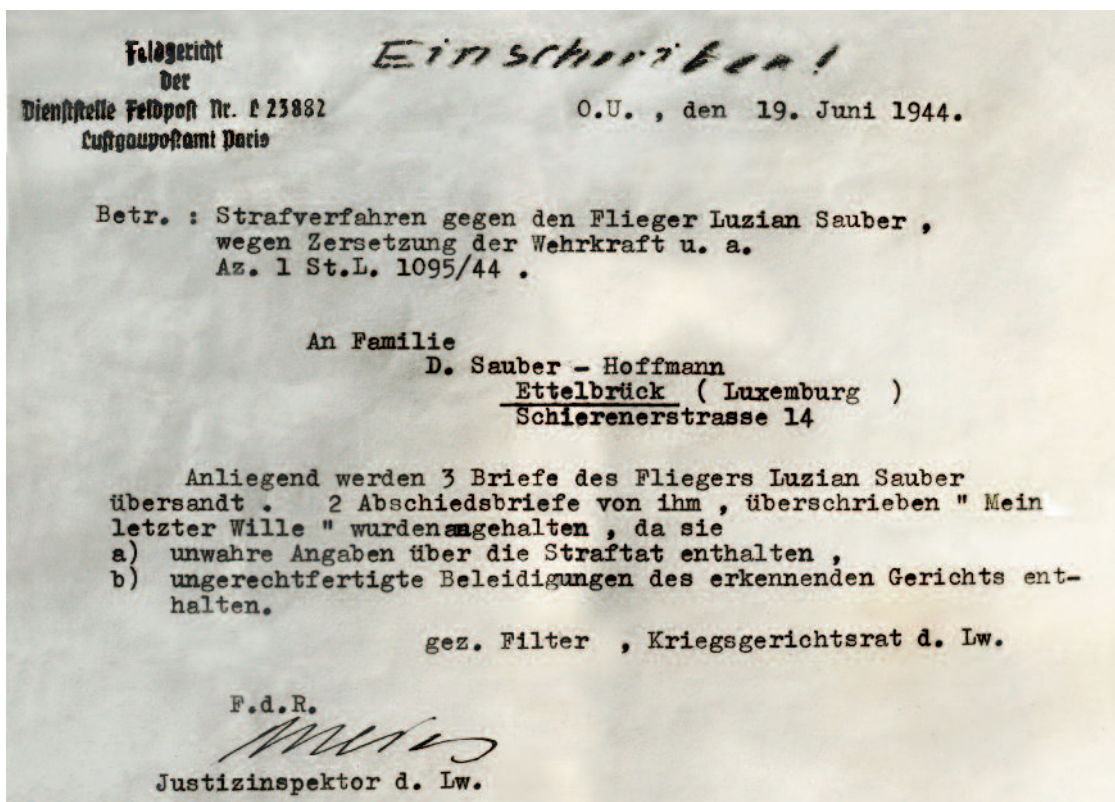 Feldgericht
der
Dienststelle Feldpost Nr. L 23882
Luftgaupostamt Paris
Einschreiben!
O.U. , den 19. Juni 1944.
Betr. : Strafverfahren gegen den Flieger Luzian Sauber ,
wegen Zersetzung der Wehrkraft u. a.
Az. 1 St.L. 1095/44 .
An Familie
D. Sauber - Hoffmann
Ettelbrück ( Luxemburg )
Schierenerstrasse 14
Anliegend werden 3 Briefe des Fliegers Luzian Sauber
übersandt . 2 Abschiedsbriefe von ihm , überschrieben " Mein
letzter Wille " wurden angehalten , da sie
a) unwahre Angaben über die Straftat enthalten ,
b) ungerechtfertigte Beleidigungen des erkennenden Gerichts ent-
halten.
gez. Filter , Kriegsgerichtsrat d. Lw.
F.d.R.
Justizinspektor d. Lw.